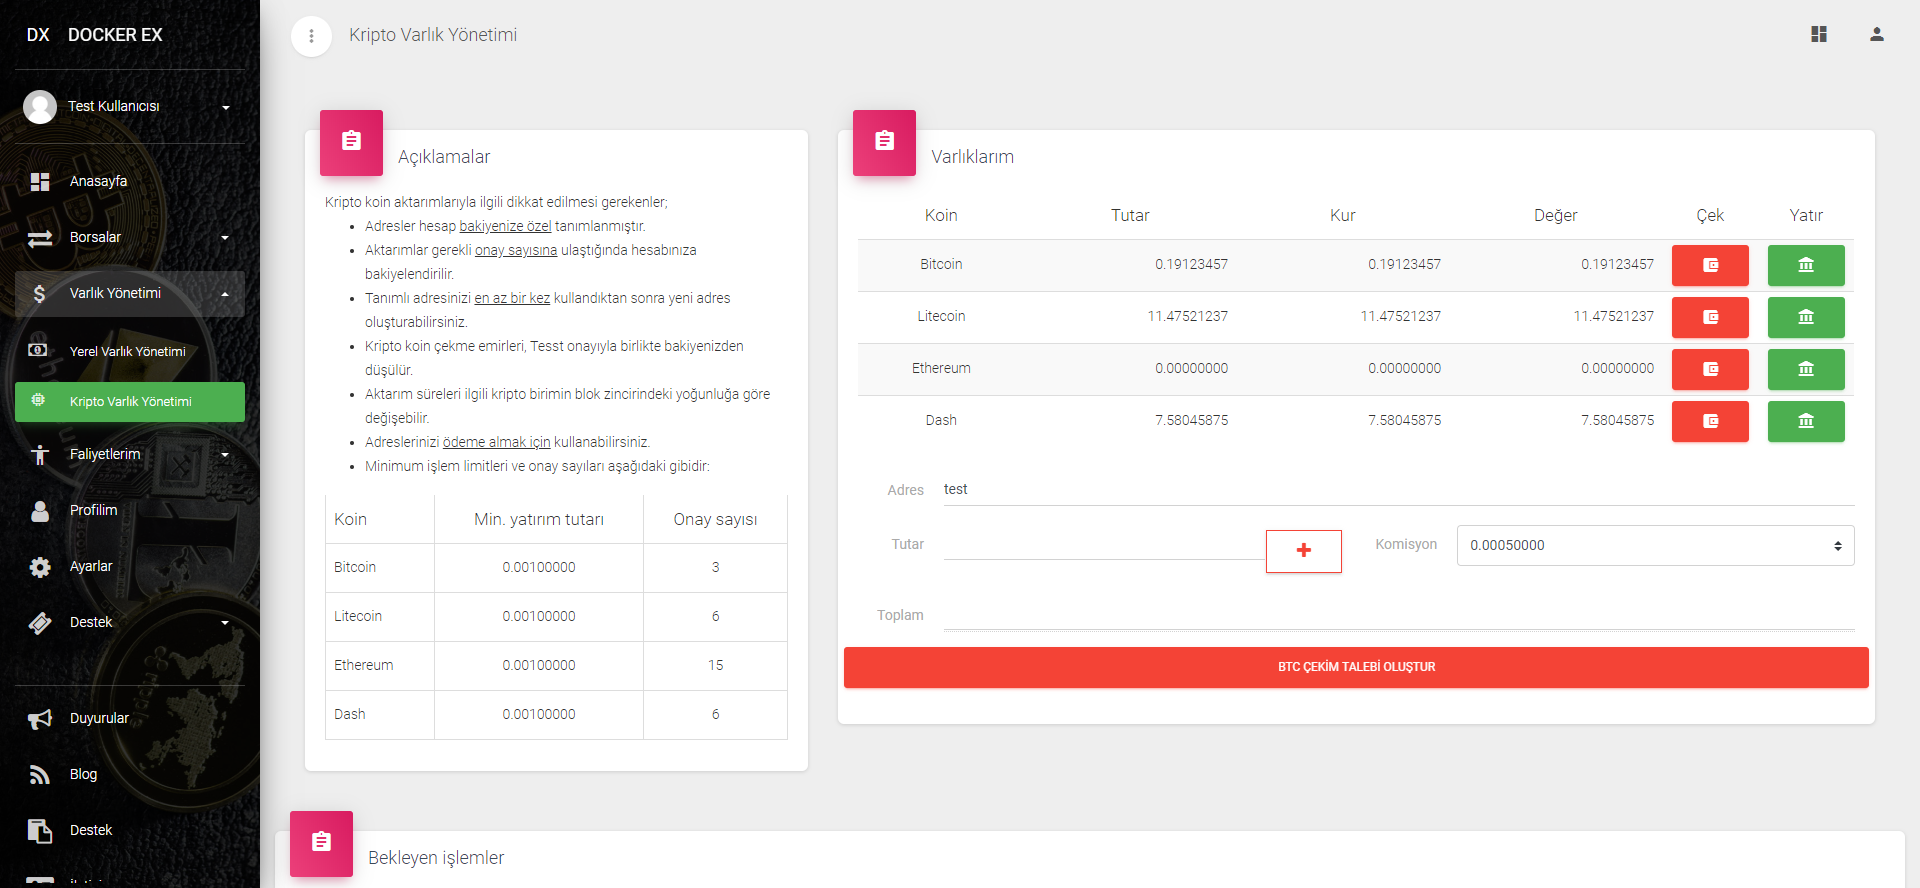 DX DOCKER EX
Test Kullanıcısı
Anasayfa
Borsalar
Varlık Yönetimi
Yerel Varlık Yönetimi
Kripto Varlık Yönetimi
Faliyetlerim
Profilim
Ayarlar
Destek
Duyurular
Blog
Destek
Kripto Varlık Yönetimi
Açıklamalar
Kripto koin aktarımlarıyla ilgili dikkat edilmesi gerekenler;
Adresler hesap bakiyenize özel tanımlanmıştır.
Aktarımlar gerekli onay sayısına ulaştığında hesabınıza
bakiyelendirilir.
Tanımlı adresinizi en az bir kez kullandıktan sonra yeni adres
oluşturabilirsiniz.
Kripto koin çekme emirleri, Tesst onayıyla birlikte bakiyenizden
düşülür.
Aktarım süreleri ilgili kripto birimin blok zincirindeki yoğunluğa göre
değişebilir.
Adreslerinizi ödeme almak için kullanabilirsiniz.
Minimum işlem limitleri ve onay sayıları aşağıdaki gibidir:
Koin Min. yatırım tutarı Onay sayısı
Bitcoin 0.00100000 3
Litecoin 0.00100000 6
Ethereum 0.00100000 15
Dash 0.00100000 6
Varlıklarım
Koin Tutar Kur Değer Çek Yatır
Bitcoin 0.19123457 0.19123457 0.19123457
Litecoin 11.47521237 11.47521237 11.47521237
Ethereum 0.00000000 0.00000000 0.00000000
Dash 7.58045875 7.58045875 7.58045875
Adres test
Tutar Komisyon 0.00050000
Toplam
BTC ÇEKİM TALEBİ OLUŞTUR
Bekleyen işlemler